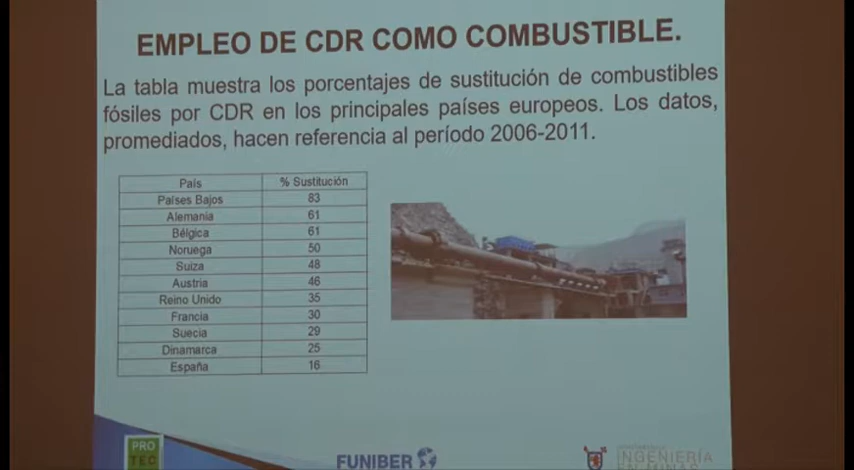 EMPLEO DE CDR COMO COMBUSTIBLE.
La tabla muestra los porcentajes de sustitución de combustibles
fósiles por CDR en los principales países europeos. Los datos,
promediados, hacen referencia al período 2006-2011.
País % Sustitución
Países Bajos 83
Alemania 61
Bélgica 61
Noruega 50
Suiza 48
Austria 46
Reino Unido 35
Francia 30
Suecia 29
Dinamarca 25
España 16
PRO
TEC
FUNIBER
INGENIERÍA